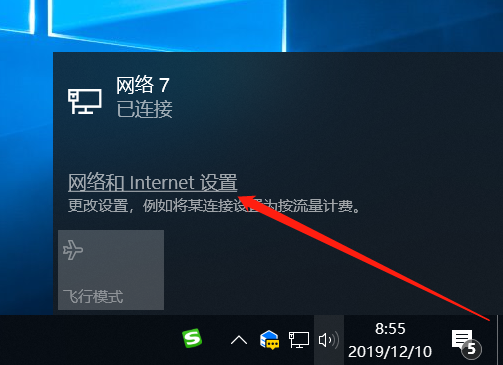 网络 7
已连接
网络和 Internet 设置
更改设置，例如将某连接设置为按流量计费。
飞行模式
S
8:55
2019/12/10
5